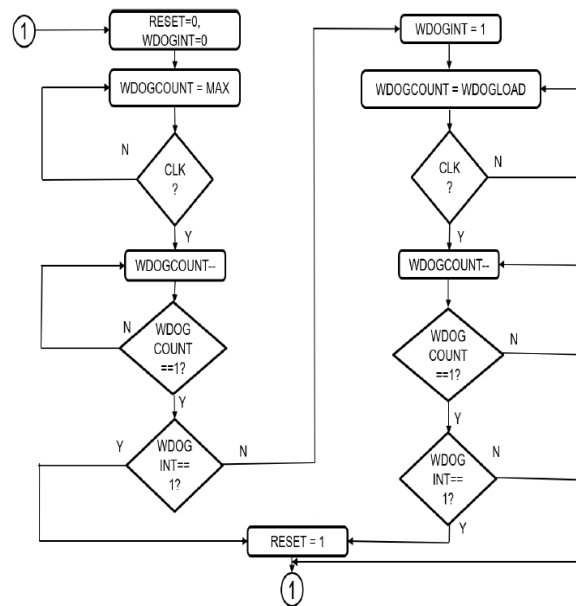 1
RESET=0,
WDOGINT=0
WDOGCOUNT = MAX
N
CLK
?
Y
WDOGCOUNT--
N
WDOG
COUNT
==1?
Y
Y
WDOG
INT==
1?
N
WDOGINT = 1
WDOGCOUNT = WDOGLOAD
CLK
?
N
Y
WDOGCOUNT--
WDOG
COUNT
==1?
N
Y
WDOG
INT==
1?
N
Y
RESET = 1
1